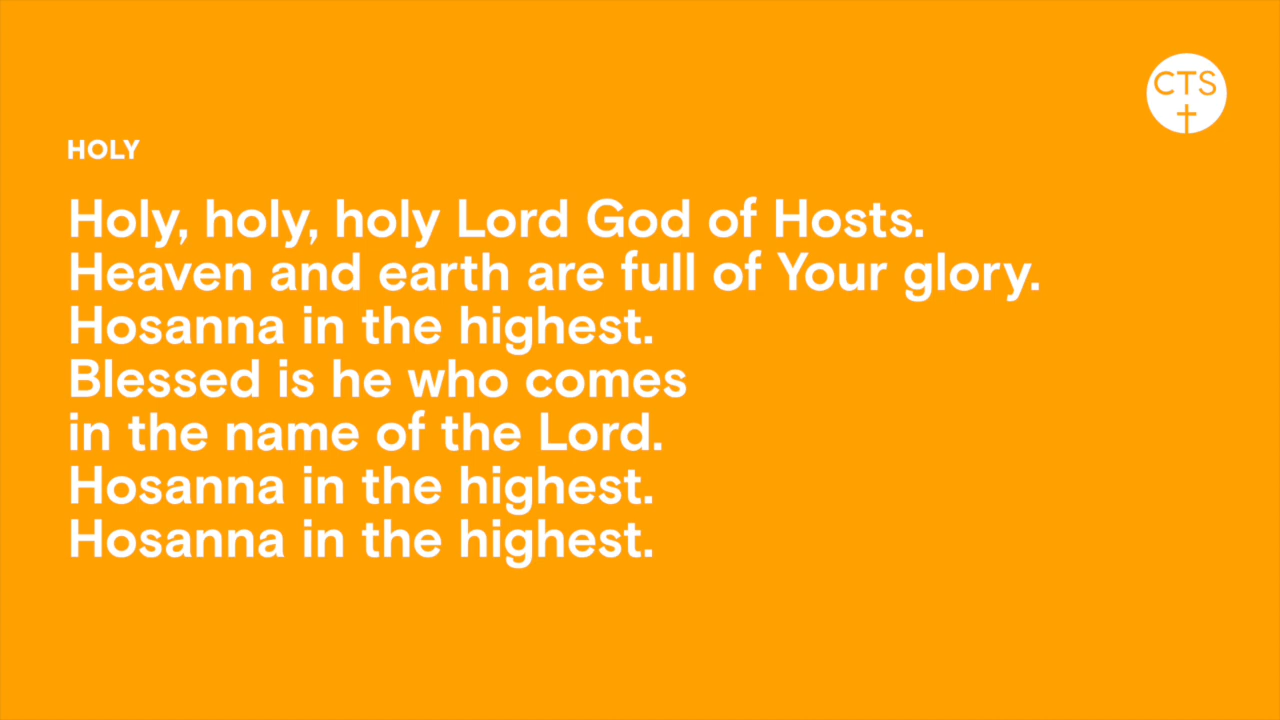 CTS
HOLY
Holy, holy, holy Lord God of Hosts.
Heaven and earth are full of Your glory.
Hosanna in the highest.
Blessed is he who comes
in the name of the Lord.
Hosanna in the highest.
Hosanna in the highest.